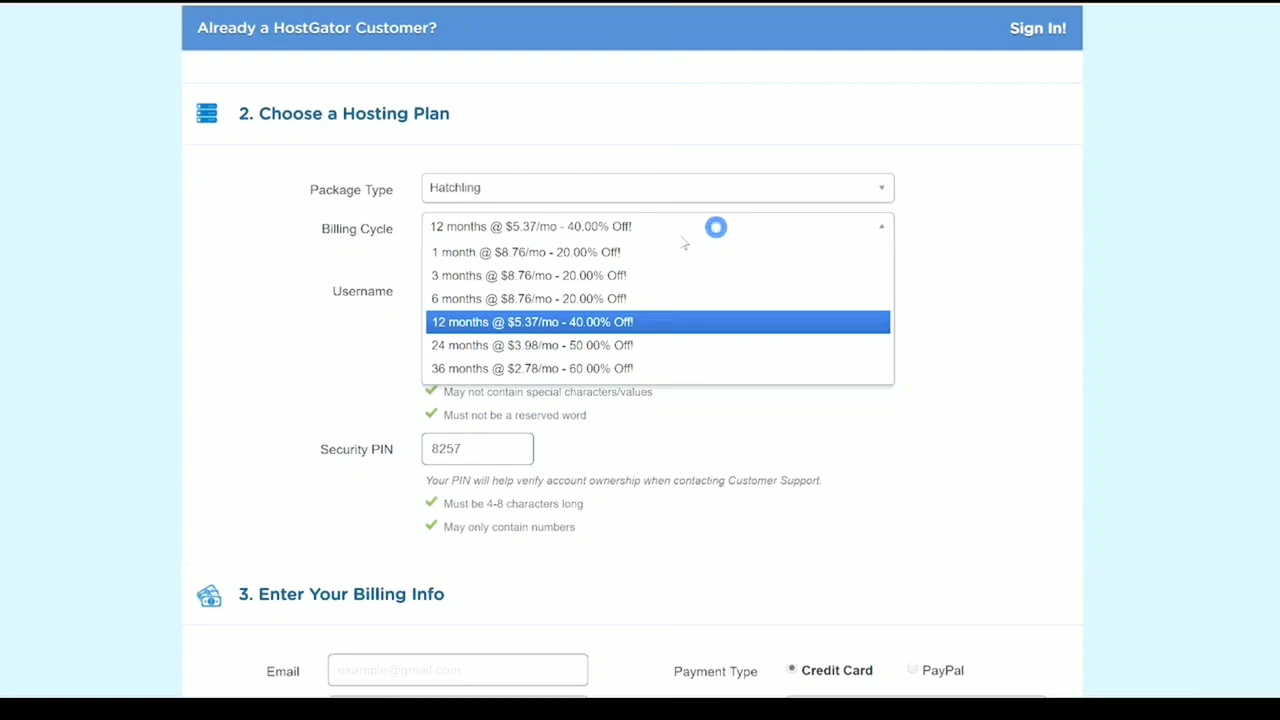 Already a HostGator Customer? Sign In!
2. Choose a Hosting Plan
Package Type Hatchling
Billing Cycle 12 months @ $5.37/mo - 40.00% Off!
1 month @ $8.76/mo - 20.00% Off!
3 months @ $8.76/mo - 20.00% Off!
Username 6 months @ $8.76/mo - 20.00% Off!
12 months @ $5.37/mo - 40.00% Off!
24 months @ $3.98/mo - 50.00% Off!
36 months @ $2.78/mo - 60.00% Off!
May not contain special characters/values
Must not be a reserved word
Security PIN 8257
Your PIN will help verify account ownership when contacting Customer Support.
Must be 4-8 characters long
May only contain numbers
3. Enter Your Billing Info
Email example@gmail.com Payment Type Credit Card PayPal